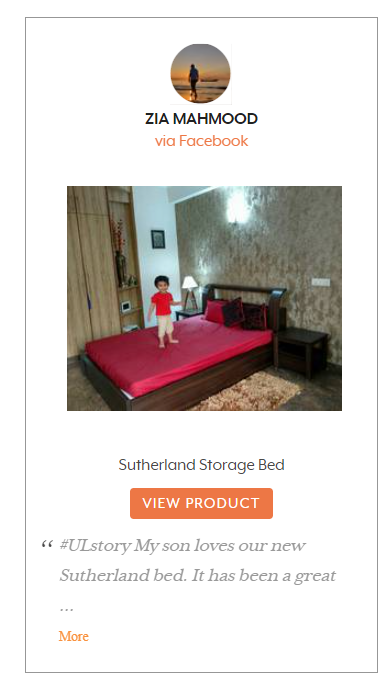 ZIA MAHMOOD
via Facebook
Sutherland Storage Bed
VIEW PRODUCT
“ #ULstory My son loves our new
Sutherland bed. It has been a great
...
More